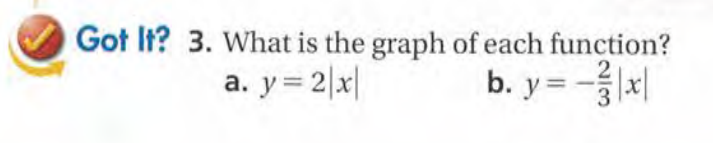 Got It? 3. What is the graph of each function?
a. y = 2|x| b. y = -2/3|x|